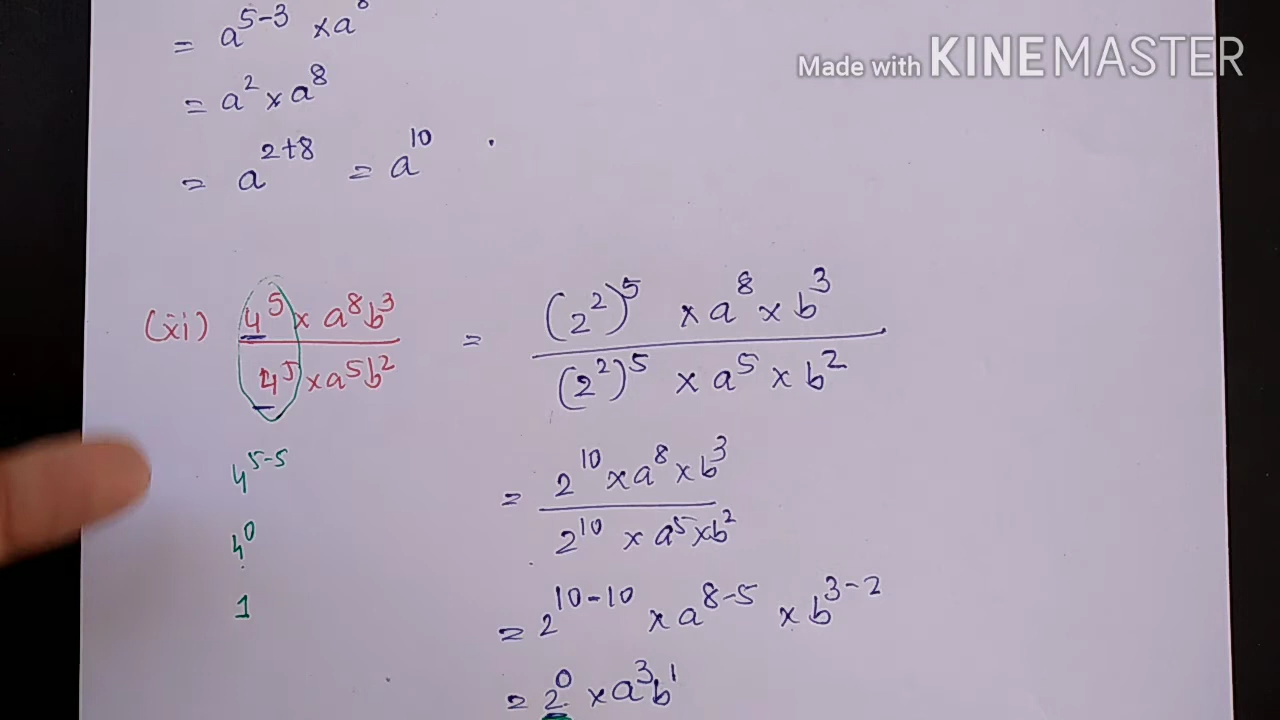 = a^5-3 × a^8
Made with KINEMASTER
= a^2 × a^8
= a^2+8 = a^10 .
(xi) 4^5 × a^8 b^3 / 4^5 × a^5 b^2 = (2^2)^5 × a^8 × b^3 / (2^2)^5 × a^5 × b^2
4^5-5
= 2^10 × a^8 × b^3 / 2^10 × a^5 × b^2
4^0
1
= 2^10-10 × a^8-5 × b^3-2
= 2^0 × a^3 b^1